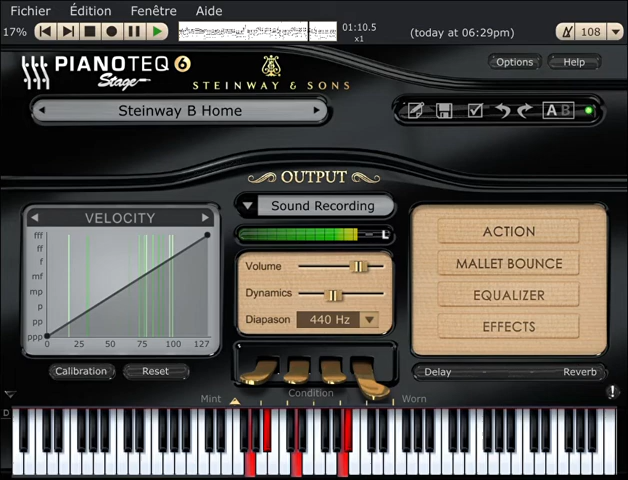 Fichier Édition Fenêtre Aide
17% 01:10.5 x1 (today at 06:29pm) 108
PIANOTEQ 6 Stage
STEINWAY & SONS
Options Help
Steinway B Home
A B
OUTPUT
Sound Recording
L
VELOCITY
fff
ff
f
mf
mp
p
pp
ppp
0 25 50 75 100 127
Calibration Reset
Volume
Dynamics
Diapason 440 Hz
ACTION
MALLET BOUNCE
EQUALIZER
EFFECTS
Delay Reverb
Mint Condition Worn
!
D